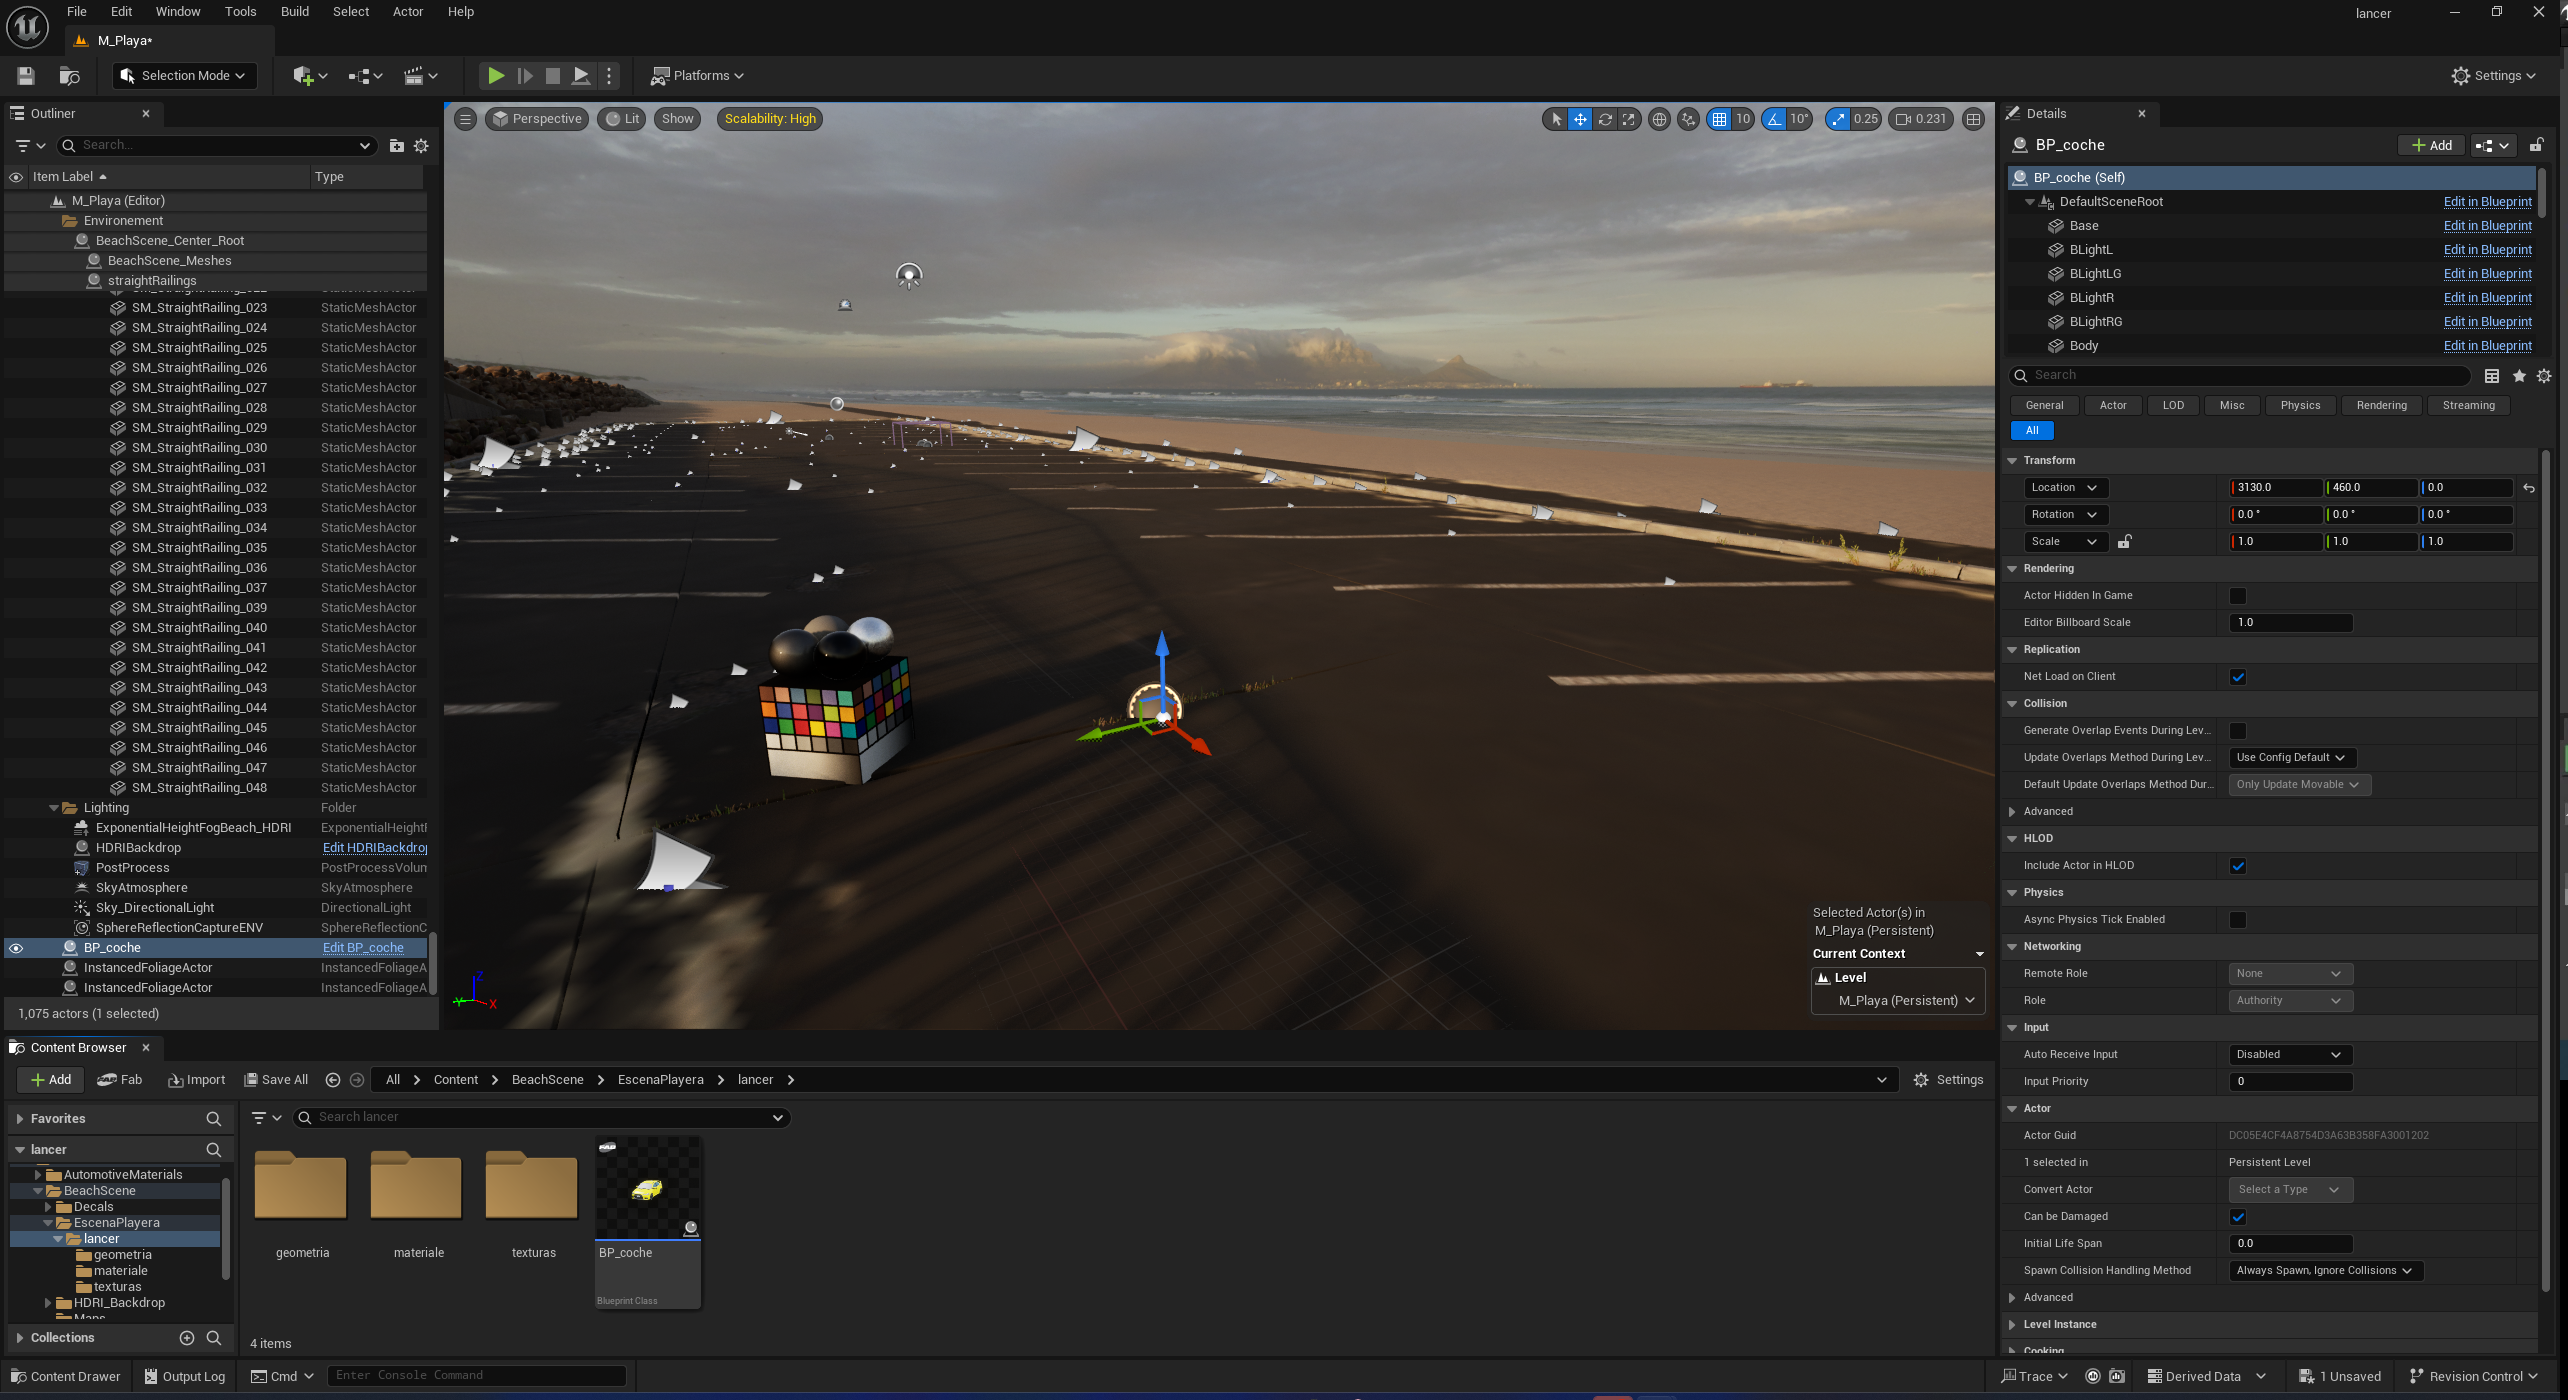 File Edit Window Tools Build Select Actor Help
lancer
M_Playa*
Selection Mode
Platforms
Settings
Outliner
Search...
Item Label Type
M_Playa (Editor)
Environement
BeachScene_Center_Root
BeachScene_Meshes
straightRailings
SM_StraightRailing_023 StaticMeshActor
SM_StraightRailing_024 StaticMeshActor
SM_StraightRailing_025 StaticMeshActor
SM_StraightRailing_026 StaticMeshActor
SM_StraightRailing_027 StaticMeshActor
SM_StraightRailing_028 StaticMeshActor
SM_StraightRailing_029 StaticMeshActor
SM_StraightRailing_030 StaticMeshActor
SM_StraightRailing_031 StaticMeshActor
SM_StraightRailing_032 StaticMeshActor
SM_StraightRailing_033 StaticMeshActor
SM_StraightRailing_034 StaticMeshActor
SM_StraightRailing_035 StaticMeshActor
SM_StraightRailing_036 StaticMeshActor
SM_StraightRailing_037 StaticMeshActor
SM_StraightRailing_039 StaticMeshActor
SM_StraightRailing_040 StaticMeshActor
SM_StraightRailing_041 StaticMeshActor
SM_StraightRailing_042 StaticMeshActor
SM_StraightRailing_043 StaticMeshActor
SM_StraightRailing_044 StaticMeshActor
SM_StraightRailing_045 StaticMeshActor
SM_StraightRailing_046 StaticMeshActor
SM_StraightRailing_047 StaticMeshActor
SM_StraightRailing_048 StaticMeshActor
Lighting Folder
ExponentialHeightFogBeach_HDRI ExponentialHeightF
HDRIBackdrop Edit HDRIBackdrop
PostProcess PostProcessVolum
SkyAtmosphere SkyAtmosphere
Sky_DirectionalLight DirectionalLight
SphereReflectionCaptureENV SphereReflectionC
BP_coche Edit BP_coche
InstancedFoliageActor InstancedFoliageA
InstancedFoliageActor InstancedFoliageA
1,075 actors (1 selected)
Perspective Lit Show Scalability: High
10 10° 0.25 0.231
Z
Y X
Selected Actor(s) in
M_Playa (Persistent)
Current Context
Level
M_Playa (Persistent)
Details
BP_coche Add
BP_coche (Self)
DefaultSceneRoot Edit in Blueprint
Base Edit in Blueprint
BLightL Edit in Blueprint
BLightLG Edit in Blueprint
BLightR Edit in Blueprint
BLightRG Edit in Blueprint
Body Edit in Blueprint
Search
General Actor LOD Misc Physics Rendering Streaming
All
Transform
Location 3130.0 460.0 0.0
Rotation 0.0 ° 0.0 ° 0.0 °
Scale 1.0 1.0 1.0
Rendering
Actor Hidden In Game
Editor Billboard Scale 1.0
Replication
Net Load on Client
Collision
Generate Overlap Events During Lev...
Update Overlaps Method During Lev... Use Config Default
Default Update Overlaps Method Dur... Only Update Movable
Advanced
HLOD
Include Actor in HLOD
Physics
Async Physics Tick Enabled
Networking
Remote Role None
Role Authority
Input
Auto Receive Input Disabled
Input Priority 0
Actor
Actor Guid DC05E4CF4A8754D3A63B358FA3001202
1 selected in Persistent Level
Convert Actor Select a Type
Can be Damaged
Initial Life Span 0.0
Spawn Collision Handling Method Always Spawn, Ignore Collisions
Advanced
Level Instance
Cooking
Content Browser
Add Fab Import Save All All Content BeachScene EscenaPlayera lancer Settings
Favorites
lancer
AutomotiveMaterials
BeachScene
Decals
EscenaPlayera
lancer
geometria
materiale
texturas
HDRI_Backdrop
Maps
Collections
Search lancer
geometria materiale texturas BP_coche
Blueprint Class
4 items
Content Drawer Output Log Cmd Enter Console Command Trace Derived Data 1 Unsaved Revision Control